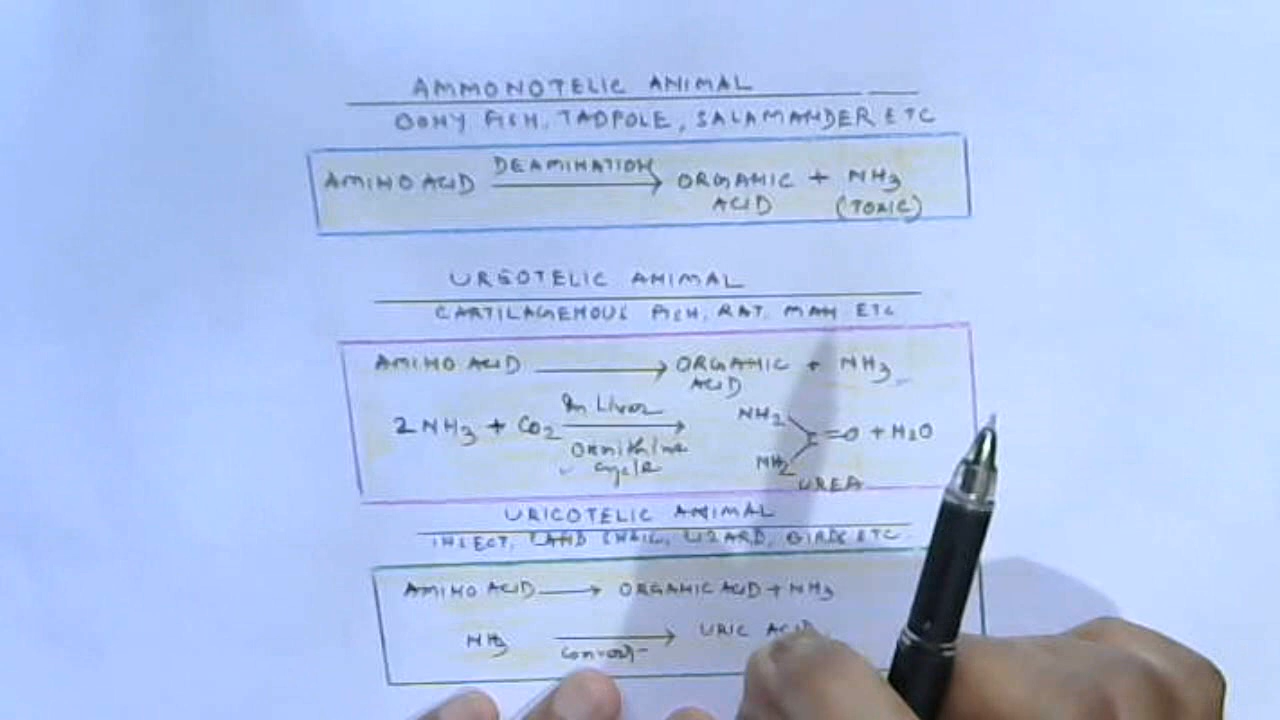 AMMONOTELIC ANIMAL
BONY FISH, TADPOLE, SALAMANDER ETC
AMINO ACID DEAMINATION → ORGANIC ACID + NH3 (TOXIC)
UREOTELIC ANIMAL
CARTILAGENOUS FISH, RAT, MAN ETC
AMINO ACID → ORGANIC ACID + NH3
2NH3 + CO2 In Liver → Ornithine cycle NH2 NH2 C=O + H2O
UREA
URICOTELIC ANIMAL
INSECT, LAND SNAIL, LIZARD, BIRDS ETC
AMINO ACID → ORGANIC ACID + NH3
NH3 → Convert URIC ACID